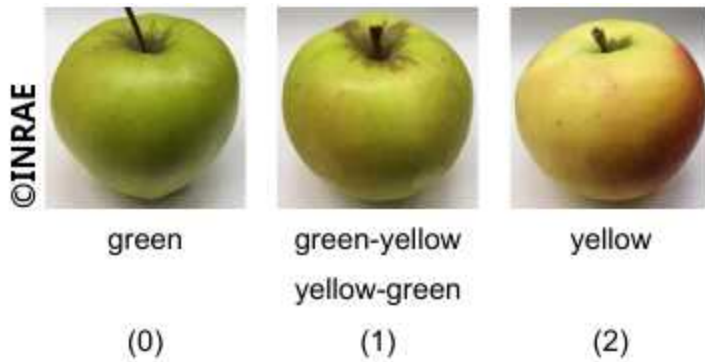 ©INRAE
green
green-yellow
yellow
yellow-green
(0)
(1)
(2)